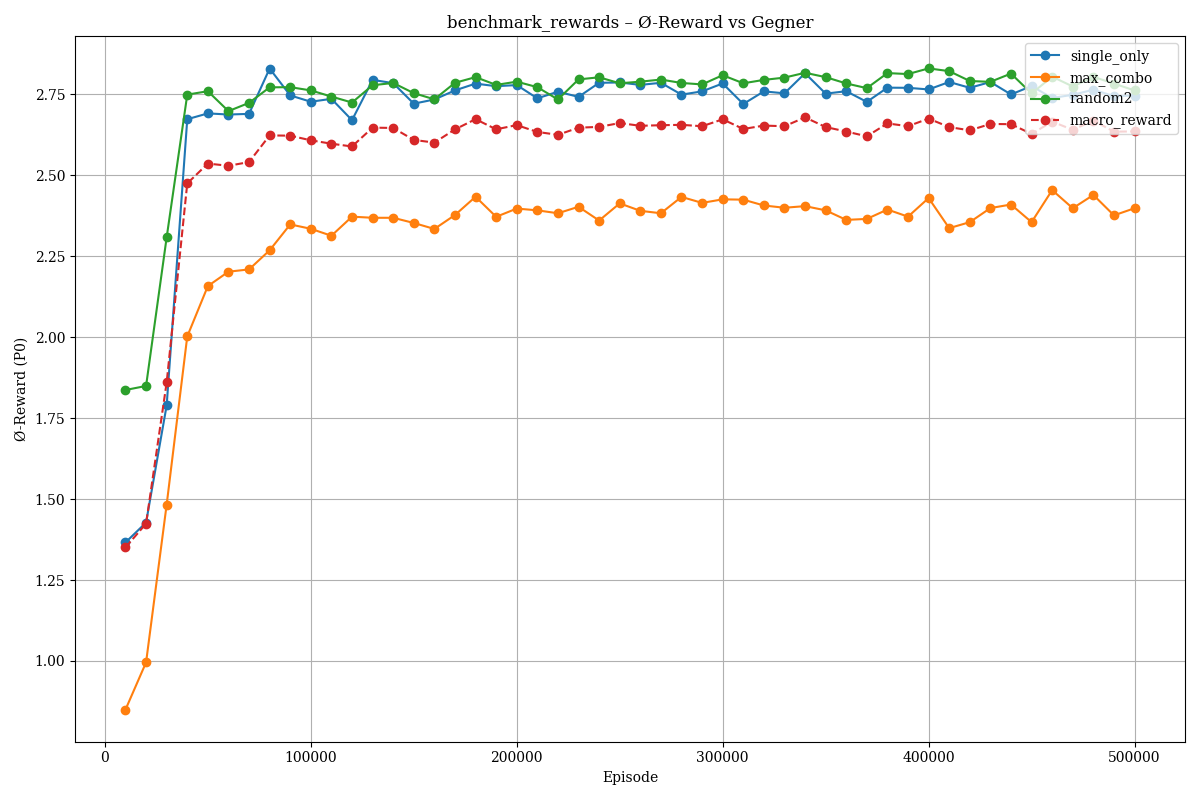 benchmark_rewards – Ø-Reward vs Gegner
single_only
max_combo
random2
macro_reward
Ø-Reward (P0)
2.75
2.50
2.25
2.00
1.75
1.50
1.25
1.00
0 100000 200000 300000 400000 500000
Episode